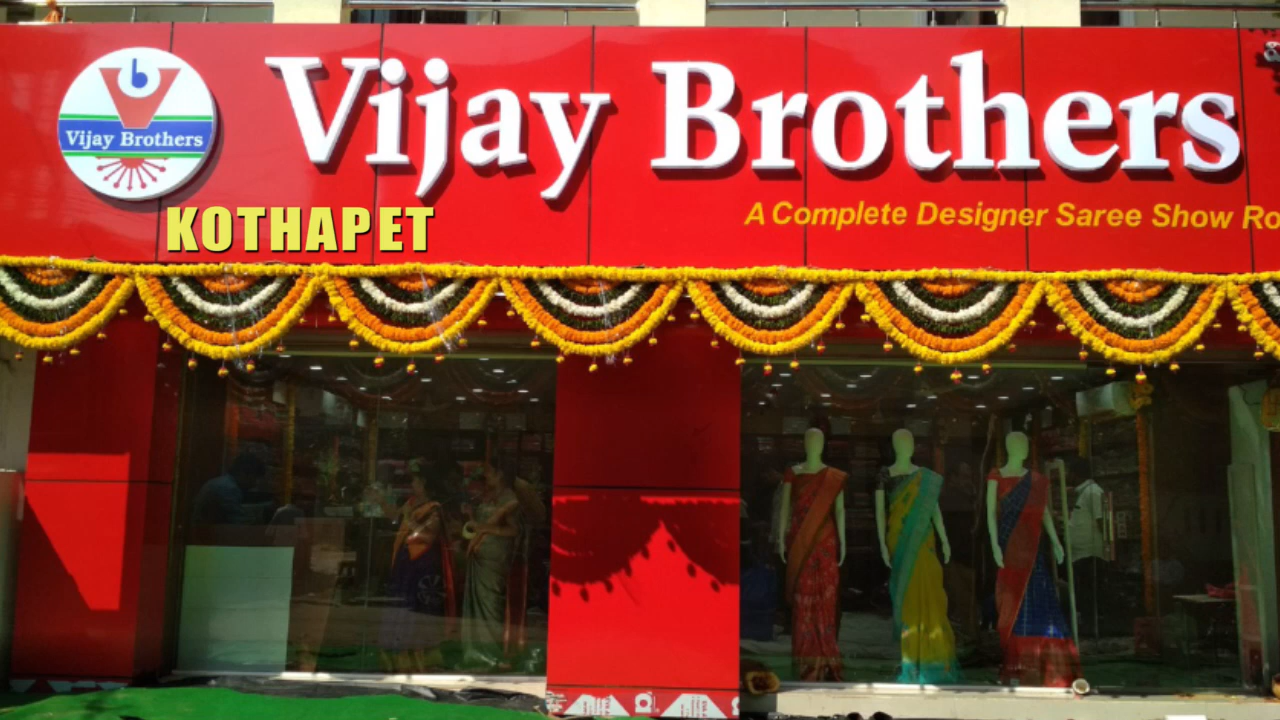 Vijay Brothers
b
Vijay Brothers
KOTHAPET
A Complete Designer Saree Show Ro